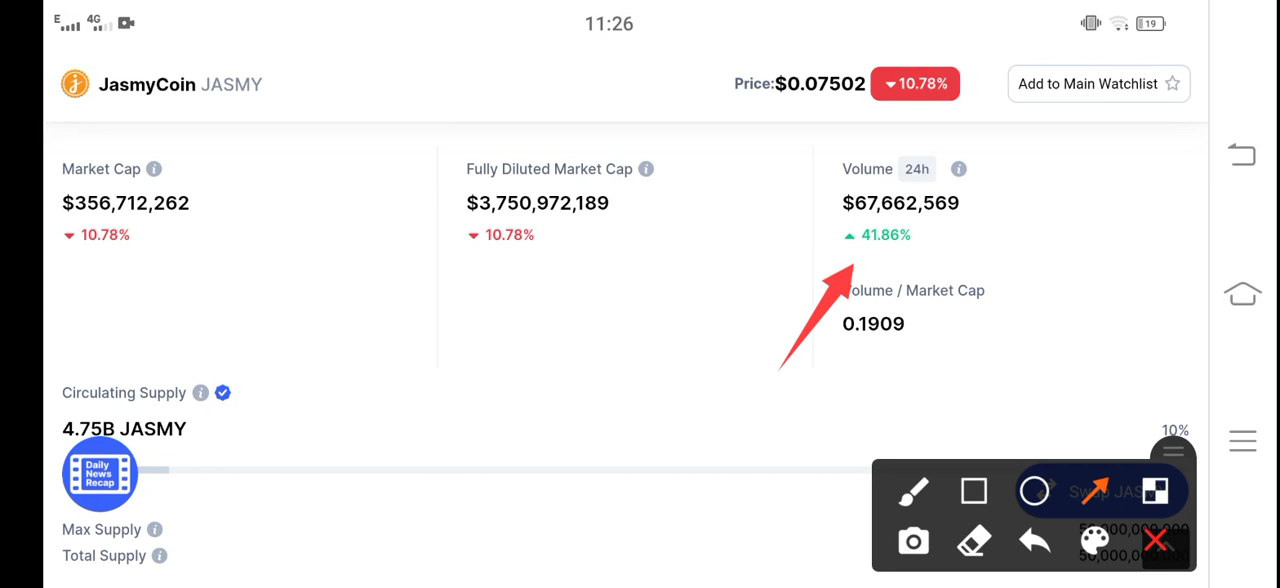 E 4G 11:26 19
JasmyCoin JASMY Price:$0.07502 10.78% Add to Main Watchlist
Market Cap Fully Diluted Market Cap Volume 24h
$356,712,262 $3,750,972,189 $67,662,569
10.78% 10.78% 41.86%
Volume / Market Cap
0.1909
Circulating Supply
4.75B JASMY 10%
Daily
News
Recap
Max Supply
Total Supply